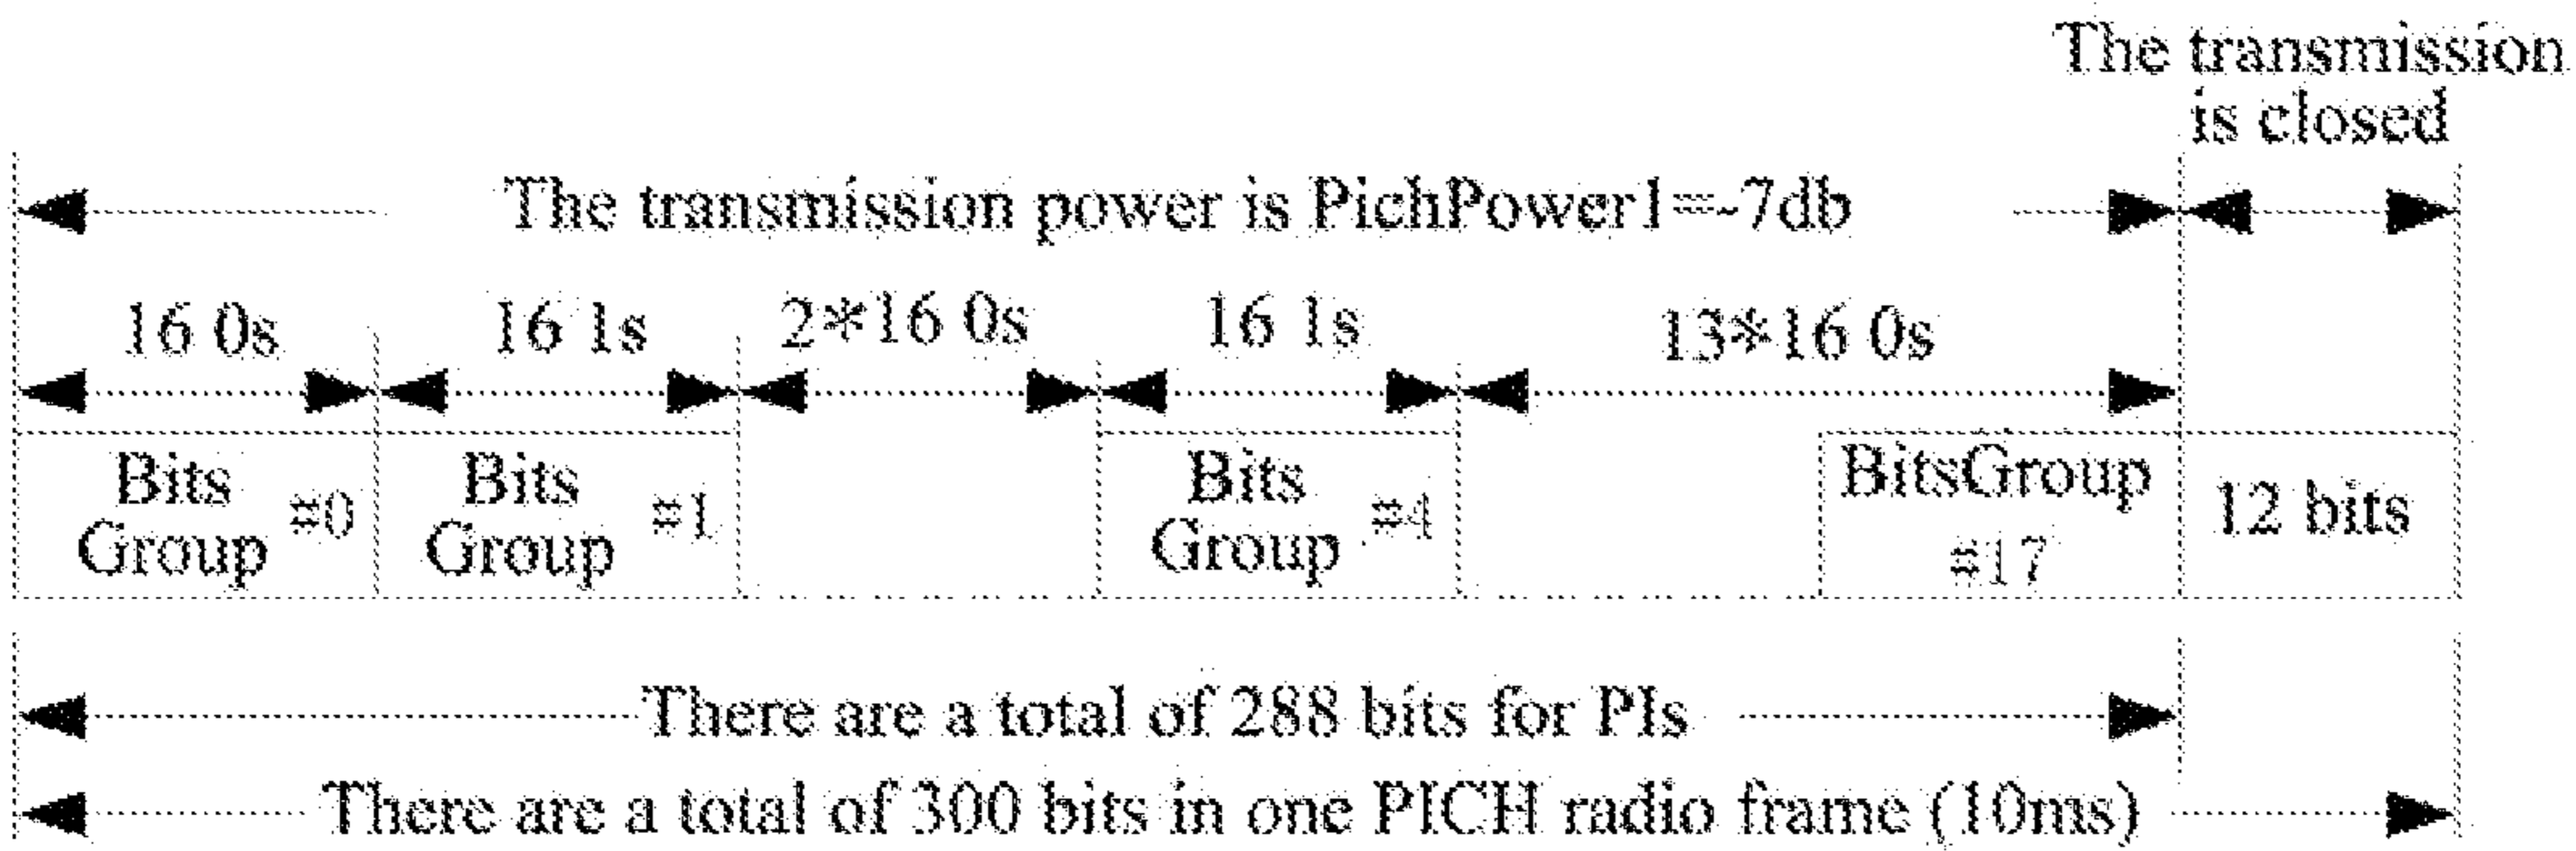 The transmission
is closed
The transmission power is PichPower1=-7db
16 0s
16 1s
2*16 0s
16 1s
13*16 0s
Bits
Group #0
Bits
Group #1
Bits
Group #4
BitsGroup
#17
12 bits
There are a total of 288 bits for PIs
There are a total of 300 bits in one PICH radio frame (10ms)